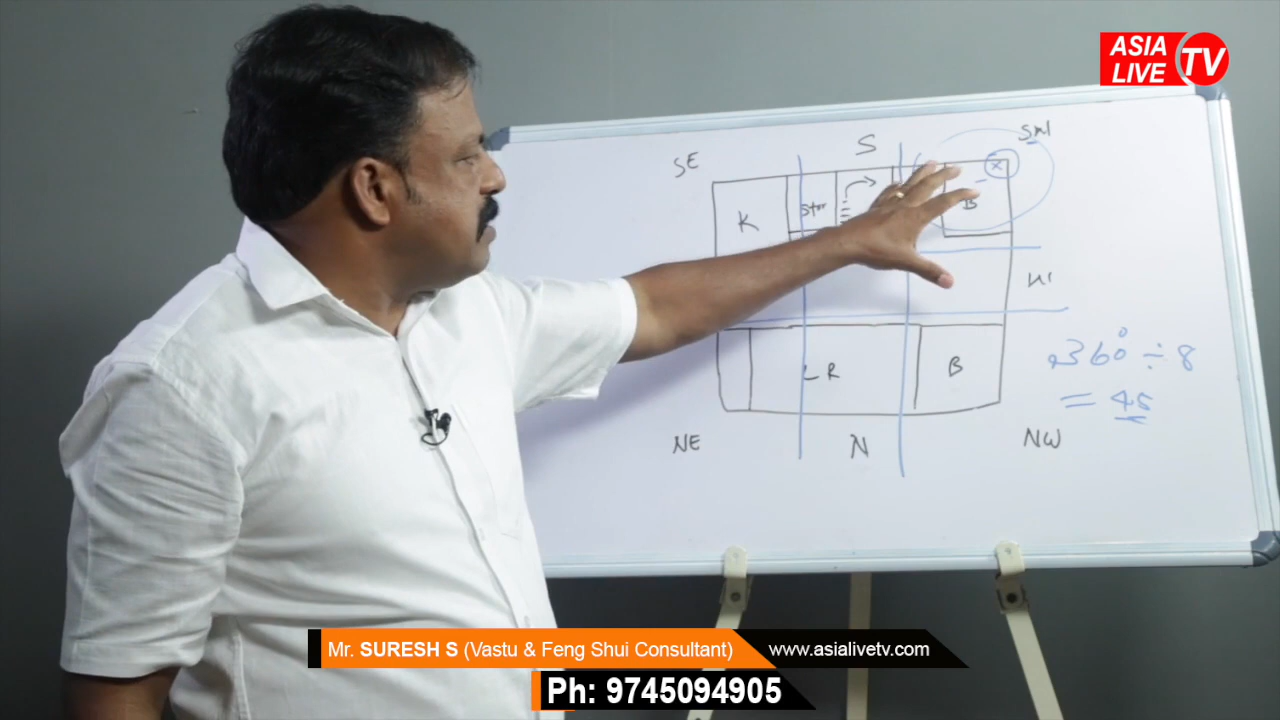 ASIA
LIVE TV
S
SW
SE
K
Stor
B
W
360° ÷ 8
= 45
LR
B
NE
N
NW
Mr. SURESH S (Vastu & Feng Shui Consultant)
www.asialivetv.com
Ph: 9745094905